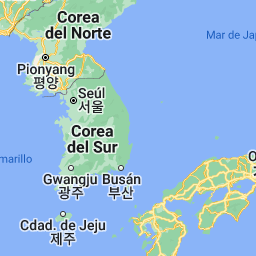 Corea
del Norte
Mar de Ja
Pionyang
평양
Seúl
서울
Corea
del Sur
marillo
Gwangju
광주
Busán
부산
O
Cdad. de Jeju
제주